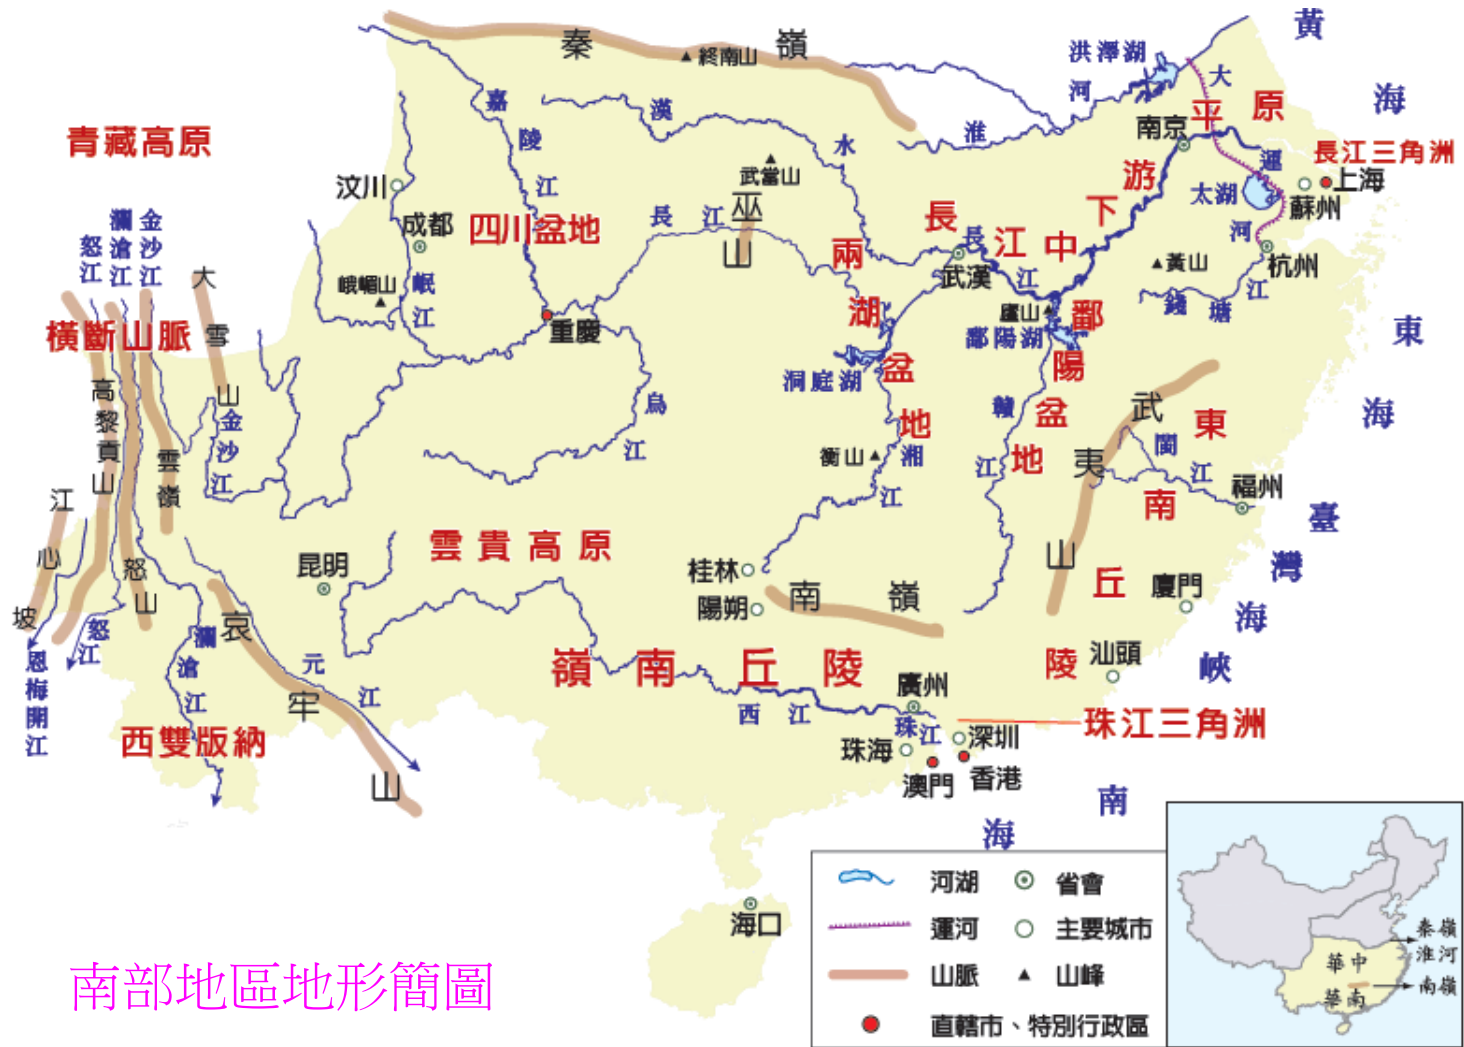 黃海
東海
臺灣海峽
南海
秦嶺
終南山
洪澤湖
淮河
大運河
長江中下游平原
南京
長江三角洲
上海
蘇州
太湖
杭州
錢塘江
黃山
青藏高原
汶川
成都
四川盆地
嘉陵江
漢水
武當山
巫山
長江
長江
武漢
兩湖盆地
廬山
鄱陽湖
鄱陽盆地
洞庭湖
怒江
瀾滄江
金沙江
大雪山
橫斷山脈
峨嵋山
岷江
重慶
烏江
高黎貢山
雲嶺
金沙江
江心坡
怒山
怒江
恩梅開江
昆明
雲貴高原
哀牢山
瀾滄江
元江
西雙版納
衡山
湘江
贛江
武夷山
閩江
福州
東南丘陵
廈門
汕頭
桂林
陽朔
南嶺
嶺南丘陵
西江
廣州
珠江
珠江三角洲
深圳
珠海
澳門
香港
海口
南部地區地形簡圖
河湖
省會
運河
主要城市
山脈
山峰
直轄市、特別行政區
秦嶺
淮河
華中
南嶺
華南